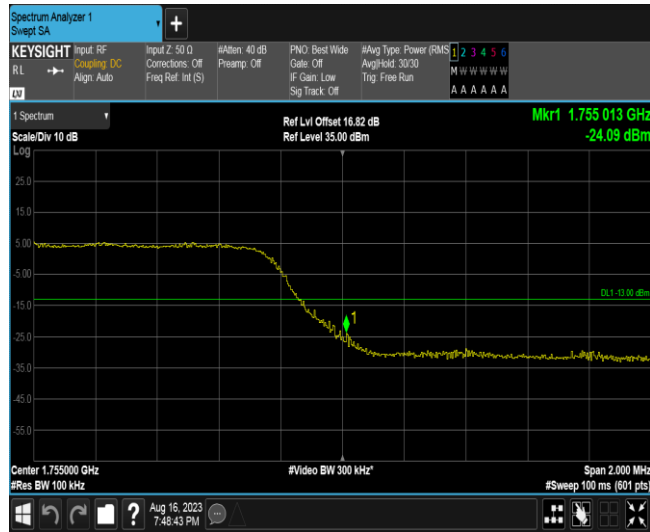 Spectrum Analyzer 1
Swept SA
+
KEYSIGHT
RL
LXI
Input: RF
Coupling: DC
Align: Auto
Input Z: 50 Ω
Corrections: Off
Freq Ref: Int (S)
#Atten: 40 dB
Preamp: Off
PNO: Best Wide
Gate: Off
IF Gain: Low
Sig Track: Off
#Avg Type: Power (RMS
Avg|Hold: 30/30
Trig: Free Run
1 2 3 4 5 6
M W W W W W
A A A A A A
1 Spectrum
Scale/Div 10 dB
Ref Lvl Offset 16.82 dB
Ref Level 35.00 dBm
Mkr1 1.755 013 GHz
-24.09 dBm
Log
25.0
15.0
5.00
-5.00
DL1 -13.00 dBm
-15.0
1
-25.0
-35.0
-45.0
-55.0
Center 1.755000 GHz
#Video BW 300 kHz*
Span 2.000 MHz
#Res BW 100 kHz
#Sweep 100 ms (601 pts)
?
Aug 16, 2023
7:48:43 PM